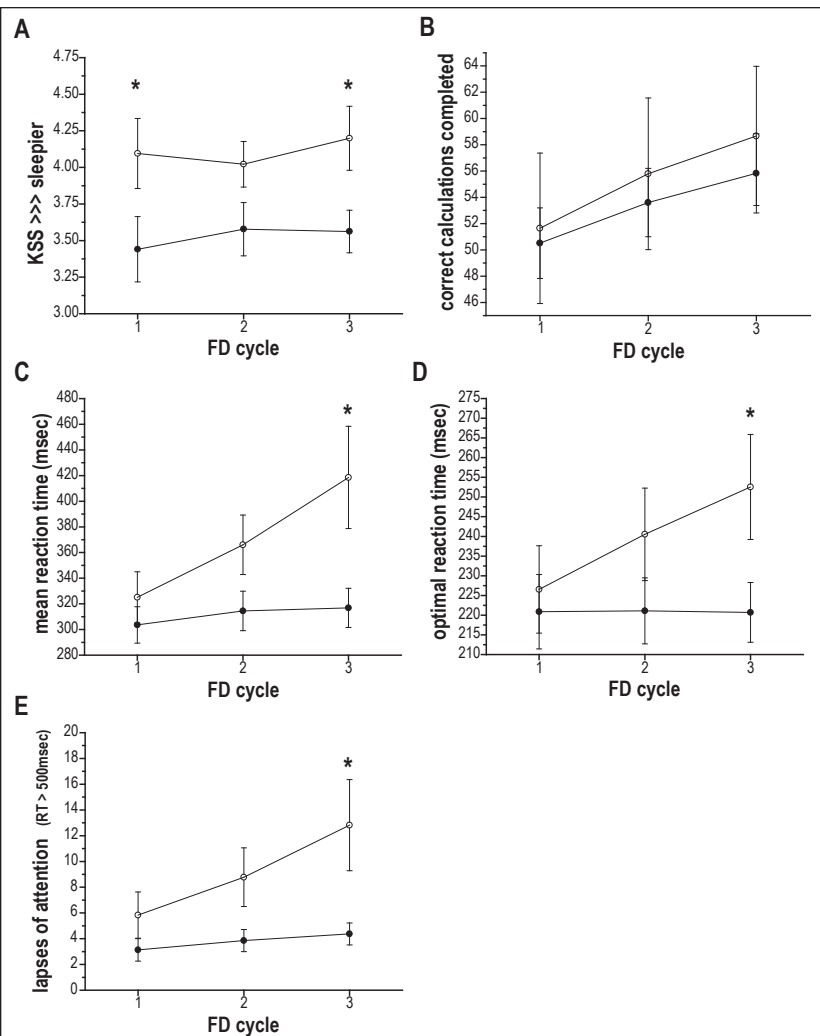 A
4.75
4.50
4.25
4.00
3.75
3.50
3.25
3.00
KSS >>> sleepier
* *
1 2 3
FD cycle
B
64
62
60
58
56
54
52
50
48
46
correct calculations completed
1 2 3
FD cycle
C
480
460
440
420
400
380
360
340
320
300
280
mean reaction time (msec)
*
1 2 3
FD cycle
D
275
270
265
260
255
250
245
240
235
230
225
220
215
210
optimal reaction time (msec)
*
1 2 3
FD cycle
E
20
18
16
14
12
10
8
6
4
2
0
lapses of attention (RT > 500msec)
*
1 2 3
FD cycle